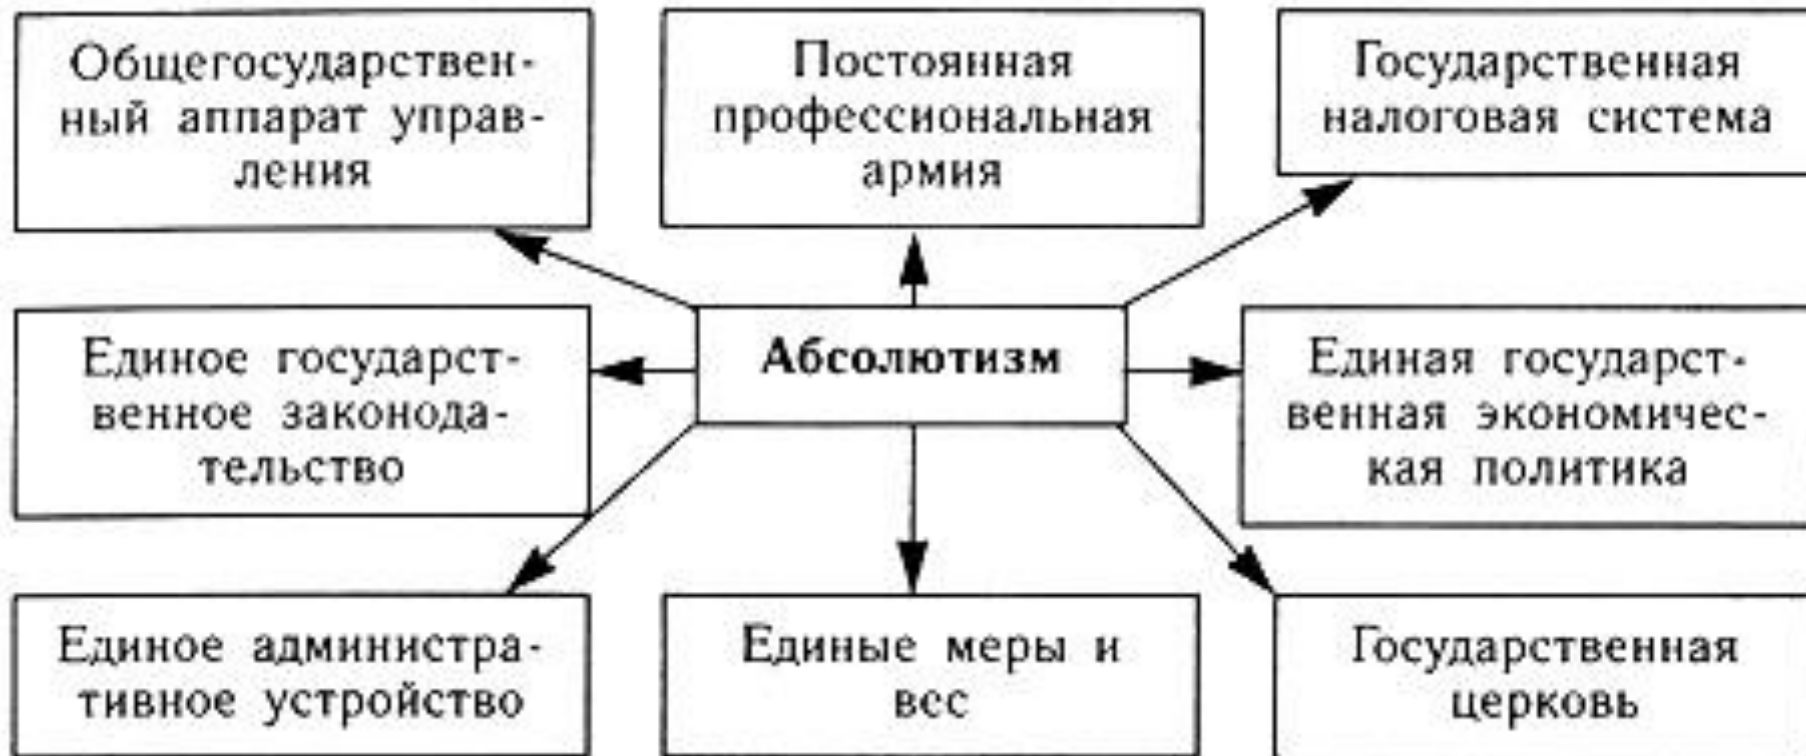 Общегосударствен-
ный аппарат управ-
ления
Постоянная
профессиональная
армия
Государственная
налоговая система
Единое государст-
венное законода-
тельство
Абсолютизм
Единая государст-
венная экономичес-
кая политика
Единое администра-
тивное устройство
Единые меры и
вес
Государственная
церковь